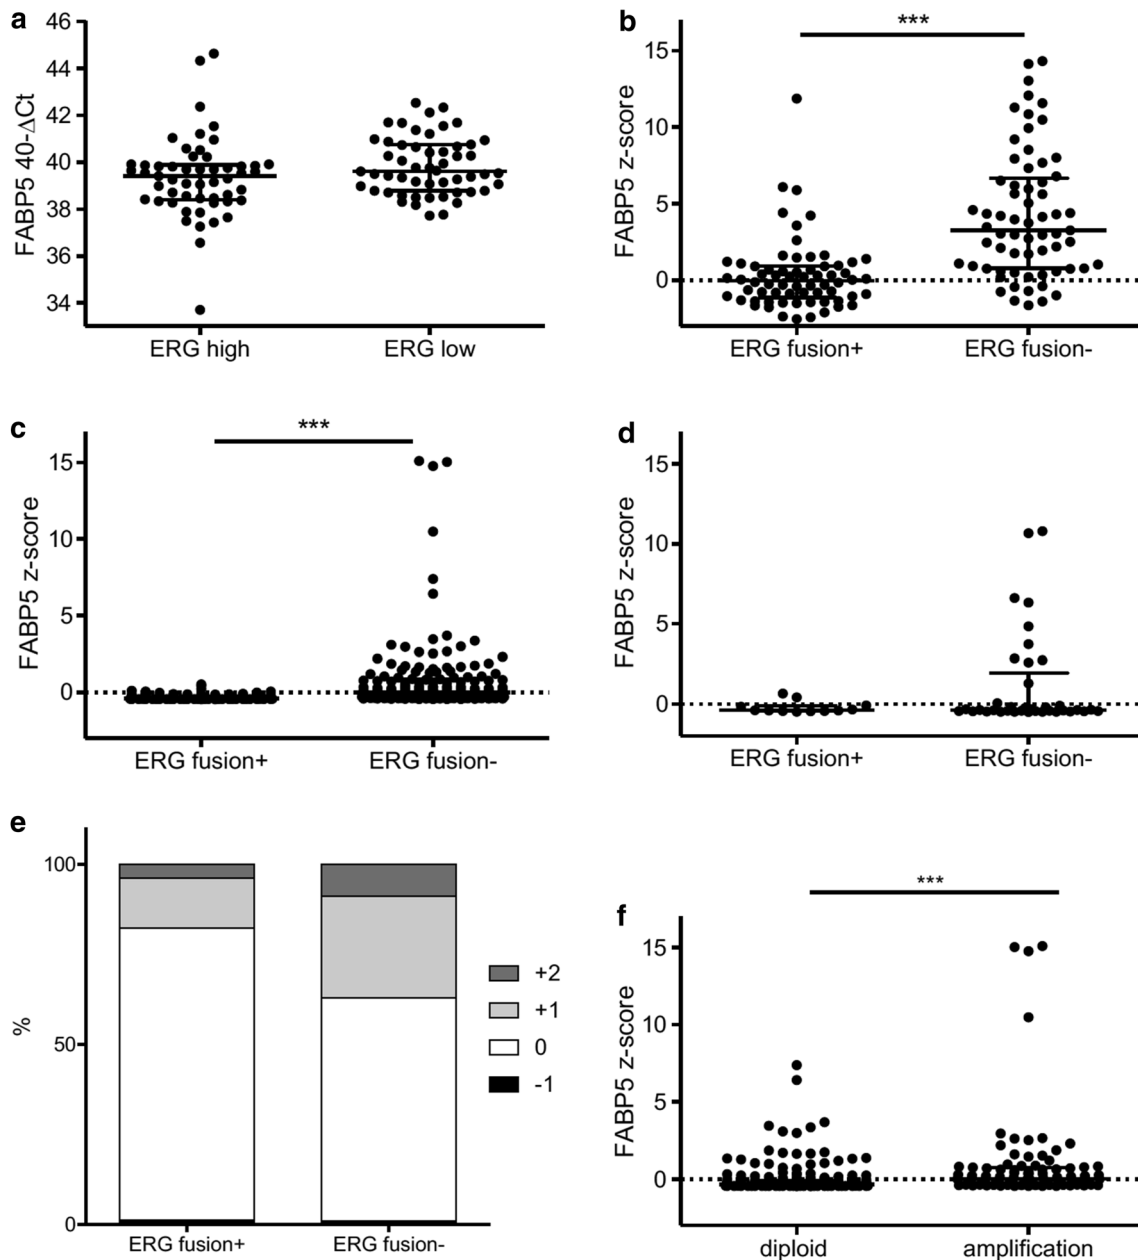 a
46
44
42
40
38
36
34
FABP5 40-ΔCt
ERG high
ERG low
b
***
15
10
5
0
FABP5 z-score
ERG fusion+
ERG fusion-
c
***
15
10
5
0
FABP5 z-score
ERG fusion+
ERG fusion-
d
15
10
5
0
FABP5 z-score
ERG fusion+
ERG fusion-
e
100
50
0
%
ERG fusion+
ERG fusion-
+2
+1
0
-1
f
***
15
10
5
0
FABP5 z-score
diploid
amplification